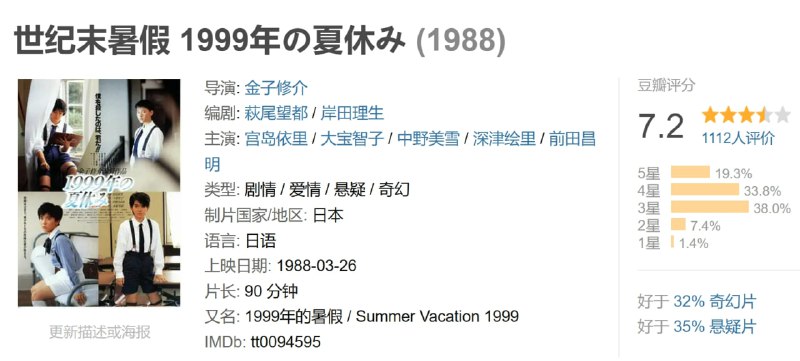 世纪末暑假 1999年の夏休み (1988)
1999年の
夏休み
更新描述或海报
导演: 金子修介
编剧: 萩尾望都 / 岸田理生
主演: 宫岛依里 / 大宝智子 / 中野美雪 / 深津绘里 / 前田昌
明
类型: 剧情 / 爱情 / 悬疑 / 奇幻
制片国家/地区: 日本
语言: 日语
上映日期: 1988-03-26
片长: 90 分钟
又名: 1999年的暑假 / Summer Vacation 1999
IMDb: tt0094595
豆瓣评分
7.2
1112人评价
5星 19.3%
4星 33.8%
3星 38.0%
2星 7.4%
1星 1.4%
好于 32% 奇幻片
好于 35% 悬疑片